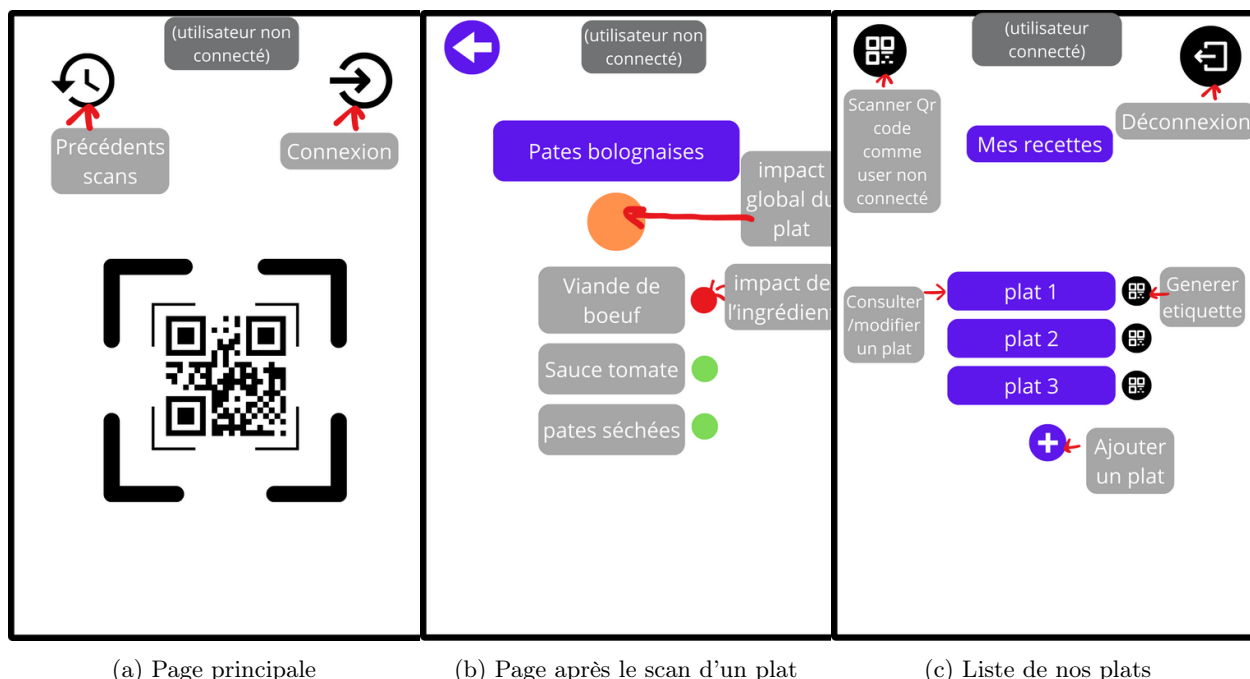 (utilisateur non
connecté)
Précédents
scans
Connexion
(a) Page principale
(utilisateur non
connecté)
Pates bolognaises
impact
global du
plat
Viande de
boeuf
impact de
l'ingrédient
Sauce tomate
pates séchées
(b) Page après le scan d'un plat
(utilisateur
connecté)
Scanner Qr
code
comme
user non
connecté
Déconnexion
Mes recettes
Consulter
/modifier
un plat
plat 1
Generer
etiquette
plat 2
plat 3
Ajouter
un plat
(c) Liste de nos plats